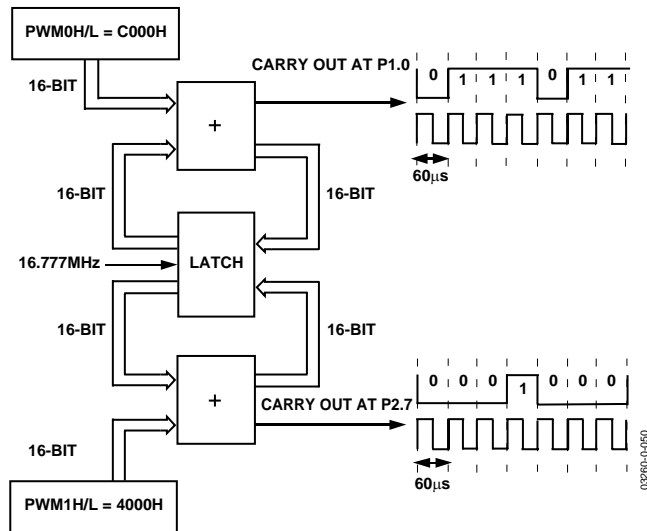 PWM0H/L = C000H
16-BIT
+
CARRY OUT AT P1.0
0 1 1 1 0 1 1
60μs
16-BIT
16-BIT
LATCH
16.777MHz
16-BIT
16-BIT
+
CARRY OUT AT P2.7
0 0 0 1 0 0 0
60μs
16-BIT
PWM1H/L = 4000H
03260-0-050